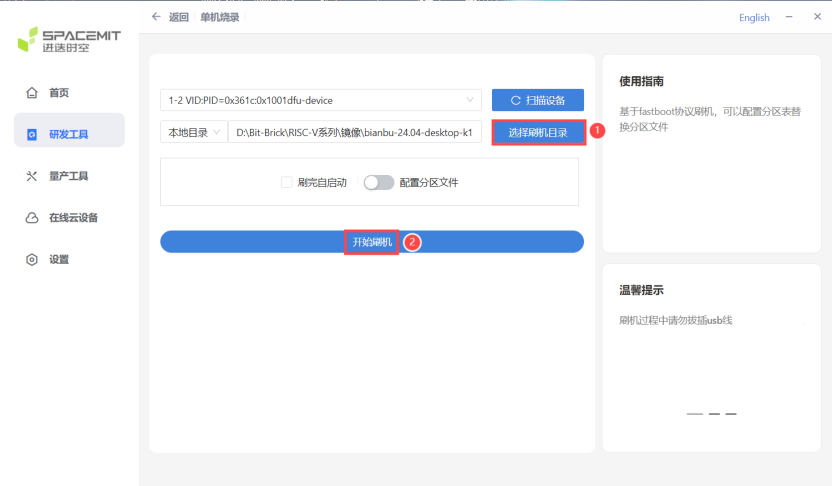 返回 单机烧录 English
SPACEMIT
进迭时空
首页
研发工具
量产工具
在线云设备
设置
1-2 VID:PID=0x361c:0x1001dfu-device
扫描设备
本地目录 D:\Bit-Brick\RISC-V系列\镜像\bianbu-24.04-desktop-k1
选择刷机目录 1
刷完自启动 配置分区文件
开始刷机 2
使用指南
基于fastboot协议刷机，可以配置分区表替
换分区文件
温馨提示
刷机过程中请勿拔插usb线